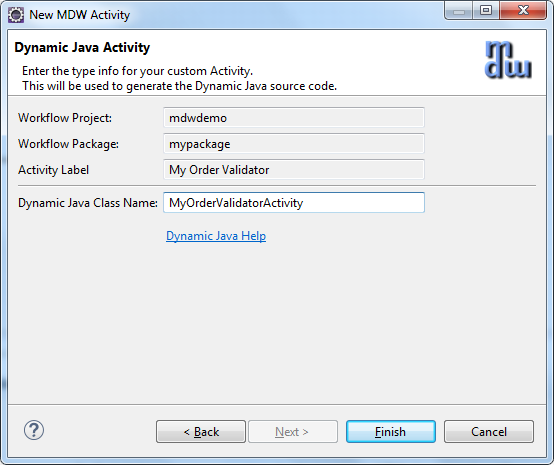 New MDW Activity
Dynamic Java Activity
Enter the type info for your custom Activity.
This will be used to generate the Dynamic Java source code.
mdw
Workflow Project: mdwdemo
Workflow Package: mypackage
Activity Label My Order Validator
Dynamic Java Class Name: MyOrderValidatorActivity
Dynamic Java Help
? < Back Next > Finish Cancel